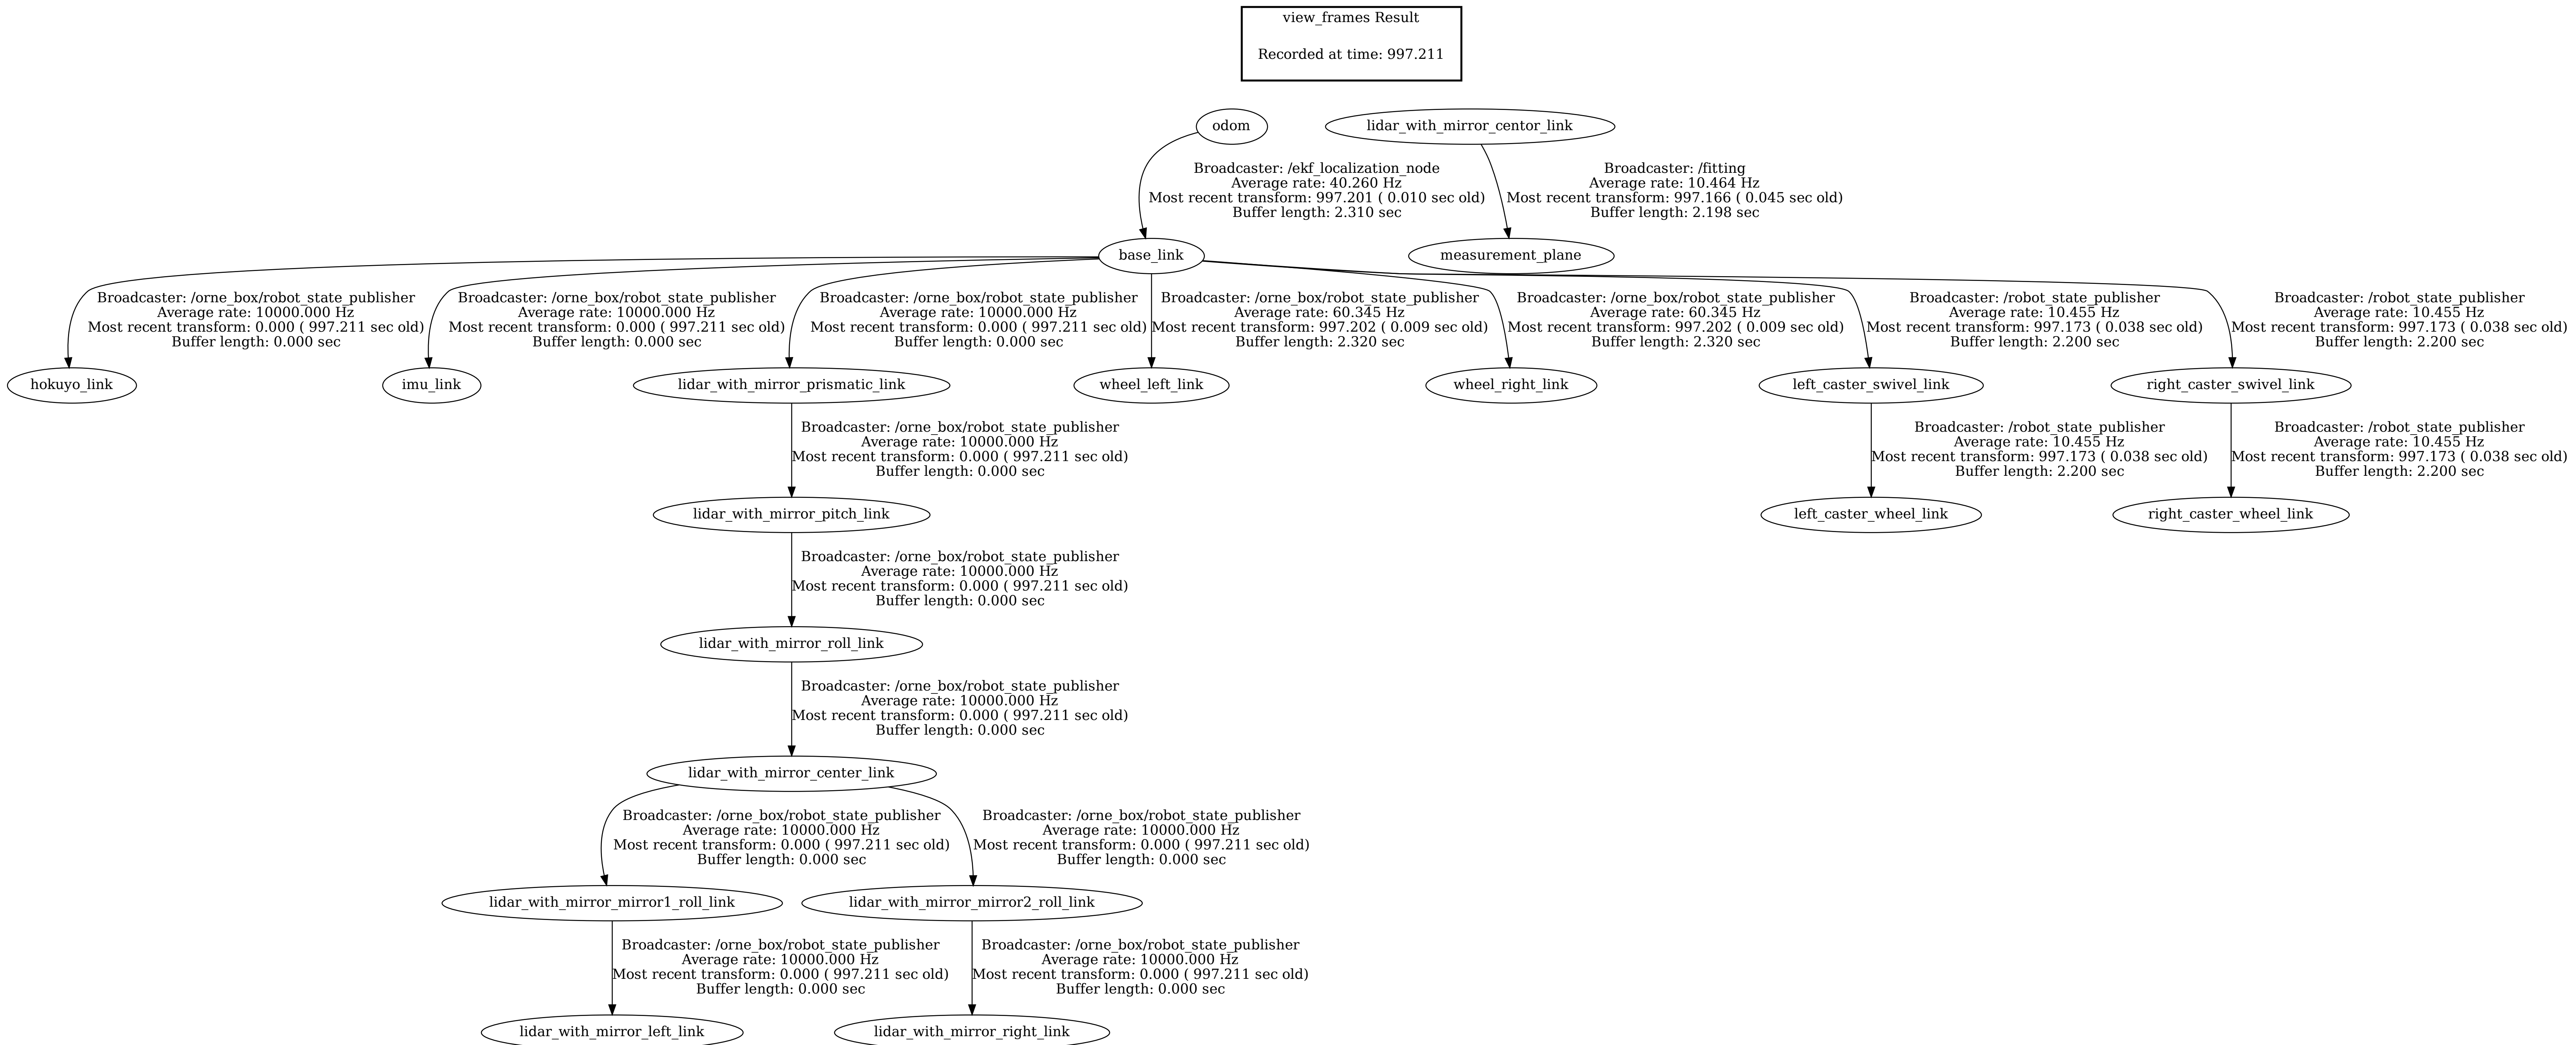 view_frames Result
Recorded at time: 997.211
odom
lidar_with_mirror_centor_link
Broadcaster: /ekf_localization_node
Average rate: 40.260 Hz
Most recent transform: 997.201 ( 0.010 sec old)
Buffer length: 2.310 sec
Broadcaster: /fitting
Average rate: 10.464 Hz
Most recent transform: 997.166 ( 0.045 sec old)
Buffer length: 2.198 sec
base_link
measurement_plane
Broadcaster: /orne_box/robot_state_publisher
Average rate: 10000.000 Hz
Most recent transform: 0.000 ( 997.211 sec old)
Buffer length: 0.000 sec
Broadcaster: /orne_box/robot_state_publisher
Average rate: 10000.000 Hz
Most recent transform: 0.000 ( 997.211 sec old)
Buffer length: 0.000 sec
Broadcaster: /orne_box/robot_state_publisher
Average rate: 10000.000 Hz
Most recent transform: 0.000 ( 997.211 sec old)
Buffer length: 0.000 sec
Broadcaster: /orne_box/robot_state_publisher
Average rate: 60.345 Hz
Most recent transform: 997.202 ( 0.009 sec old)
Buffer length: 2.320 sec
Broadcaster: /orne_box/robot_state_publisher
Average rate: 60.345 Hz
Most recent transform: 997.202 ( 0.009 sec old)
Buffer length: 2.320 sec
Broadcaster: /robot_state_publisher
Average rate: 10.455 Hz
Most recent transform: 997.173 ( 0.038 sec old)
Buffer length: 2.200 sec
Broadcaster: /robot_state_publisher
Average rate: 10.455 Hz
Most recent transform: 997.173 ( 0.038 sec old)
Buffer length: 2.200 sec
hokuyo_link
imu_link
lidar_with_mirror_prismatic_link
wheel_left_link
wheel_right_link
left_caster_swivel_link
right_caster_swivel_link
Broadcaster: /orne_box/robot_state_publisher
Average rate: 10000.000 Hz
Most recent transform: 0.000 ( 997.211 sec old)
Buffer length: 0.000 sec
Broadcaster: /robot_state_publisher
Average rate: 10.455 Hz
Most recent transform: 997.173 ( 0.038 sec old)
Buffer length: 2.200 sec
Broadcaster: /robot_state_publisher
Average rate: 10.455 Hz
Most recent transform: 997.173 ( 0.038 sec old)
Buffer length: 2.200 sec
lidar_with_mirror_pitch_link
left_caster_wheel_link
right_caster_wheel_link
Broadcaster: /orne_box/robot_state_publisher
Average rate: 10000.000 Hz
Most recent transform: 0.000 ( 997.211 sec old)
Buffer length: 0.000 sec
lidar_with_mirror_roll_link
Broadcaster: /orne_box/robot_state_publisher
Average rate: 10000.000 Hz
Most recent transform: 0.000 ( 997.211 sec old)
Buffer length: 0.000 sec
lidar_with_mirror_center_link
Broadcaster: /orne_box/robot_state_publisher
Average rate: 10000.000 Hz
Most recent transform: 0.000 ( 997.211 sec old)
Buffer length: 0.000 sec
Broadcaster: /orne_box/robot_state_publisher
Average rate: 10000.000 Hz
Most recent transform: 0.000 ( 997.211 sec old)
Buffer length: 0.000 sec
lidar_with_mirror_mirror1_roll_link
lidar_with_mirror_mirror2_roll_link
Broadcaster: /orne_box/robot_state_publisher
Average rate: 10000.000 Hz
Most recent transform: 0.000 ( 997.211 sec old)
Buffer length: 0.000 sec
Broadcaster: /orne_box/robot_state_publisher
Average rate: 10000.000 Hz
Most recent transform: 0.000 ( 997.211 sec old)
Buffer length: 0.000 sec
lidar_with_mirror_left_link
lidar_with_mirror_right_link